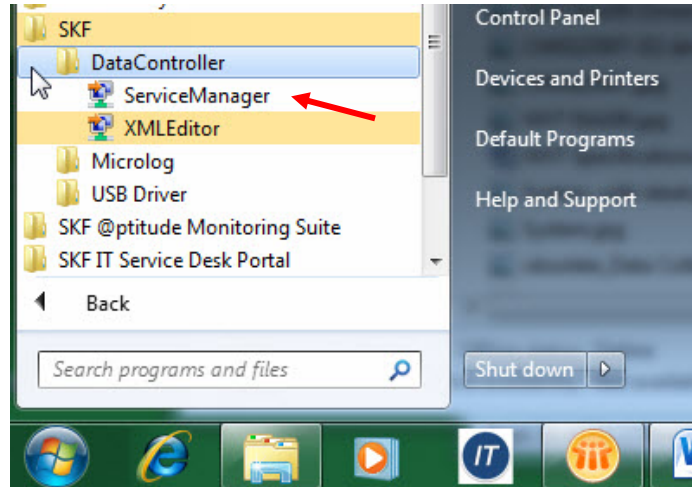 SKF
DataController
ServiceManager
XMLEditor
Microlog
USB Driver
SKF @ptitude Monitoring Suite
SKF IT Service Desk Portal
Back
Search programs and files
Control Panel
Devices and Printers
Default Programs
Help and Support
Shut down
IT
W